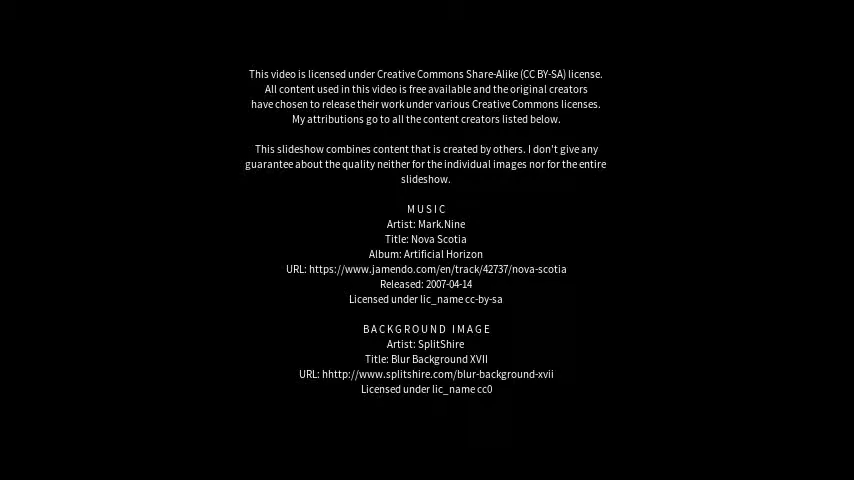 This video is licensed under Creative Commons Share-Alike (CC BY-SA) license.
All content used in this video is free available and the original creators
have chosen to release their work under various Creative Commons licenses.
My attributions go to all the content creators listed below.
This slideshow combines content that is created by others. I don't give any
guarantee about the quality neither for the individual images nor for the entire
slideshow.
MUSIC
Artist: Mark.Nine
Title: Nova Scotia
Album: Artificial Horizon
URL: https://www.jamendo.com/en/track/42737/nova-scotia
Released: 2007-04-14
Licensed under lic_name cc-by-sa
BACKGROUND IMAGE
Artist: SplitShire
Title: Blur Background XVII
URL: hhttp://www.splitshire.com/blur-background-xvii
Licensed under lic_name cc0